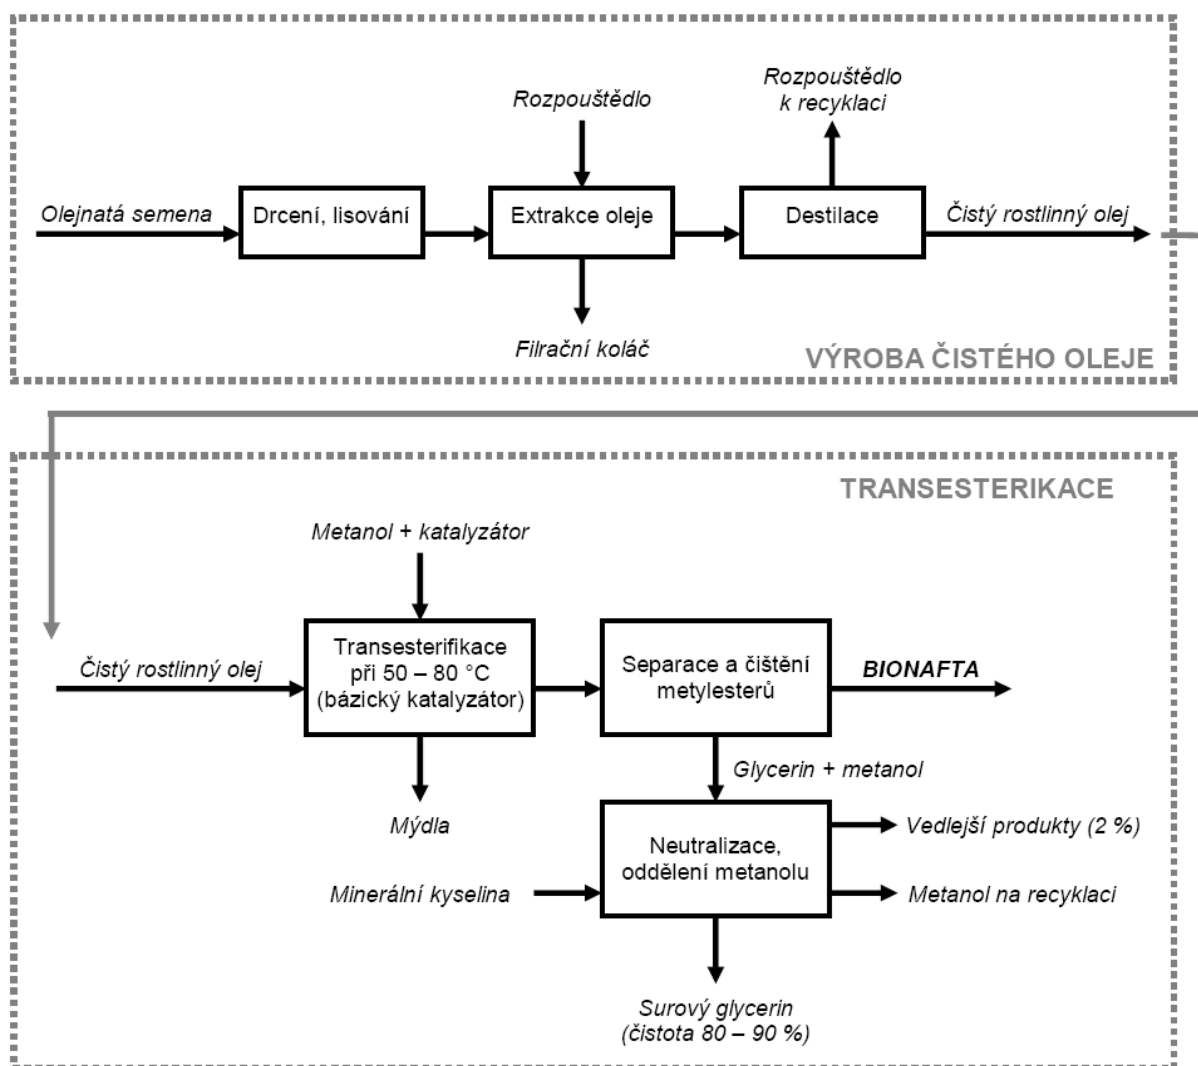 Rozpouštědlo
k recyklaci
Rozpouštědlo
Olejnatá semena
Drcení, lisování
Extrakce oleje
Destilace
Čistý rostlinný olej
Filrační koláč
VÝROBA ČISTÉHO OLEJE
TRANSESTERIKACE
Metanol + katalyzátor
Čistý rostlinný olej
Transesterifikace
při 50 – 80 °C
(bázický katalyzátor)
Separace a čištění
metylesterů
BIONAFTA
Glycerin + metanol
Mýdla
Neutralizace,
oddělení metanolu
Vedlejší produkty (2 %)
Minerální kyselina
Metanol na recyklaci
Surový glycerin
(čistota 80 – 90 %)